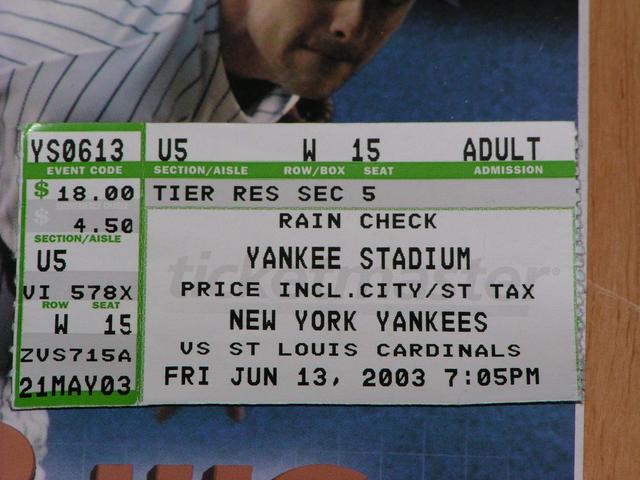 YS0613 U5 W 15 ADULT
EVENT CODE SECTION/AISLE ROW/BOX SEAT ADMISSION
$ 18.00 TIER RES SEC 5
$ 4.50 RAIN CHECK
SECTION/AISLE
U5 YANKEE STADIUM
ticketmaster®
VI 578X PRICE INCL.CITY/ST TAX
ROW SEAT
W 15 NEW YORK YANKEES
ZVS715A VS ST LOUIS CARDINALS
21MAY03 FRI JUN 13, 2003 7:05PM